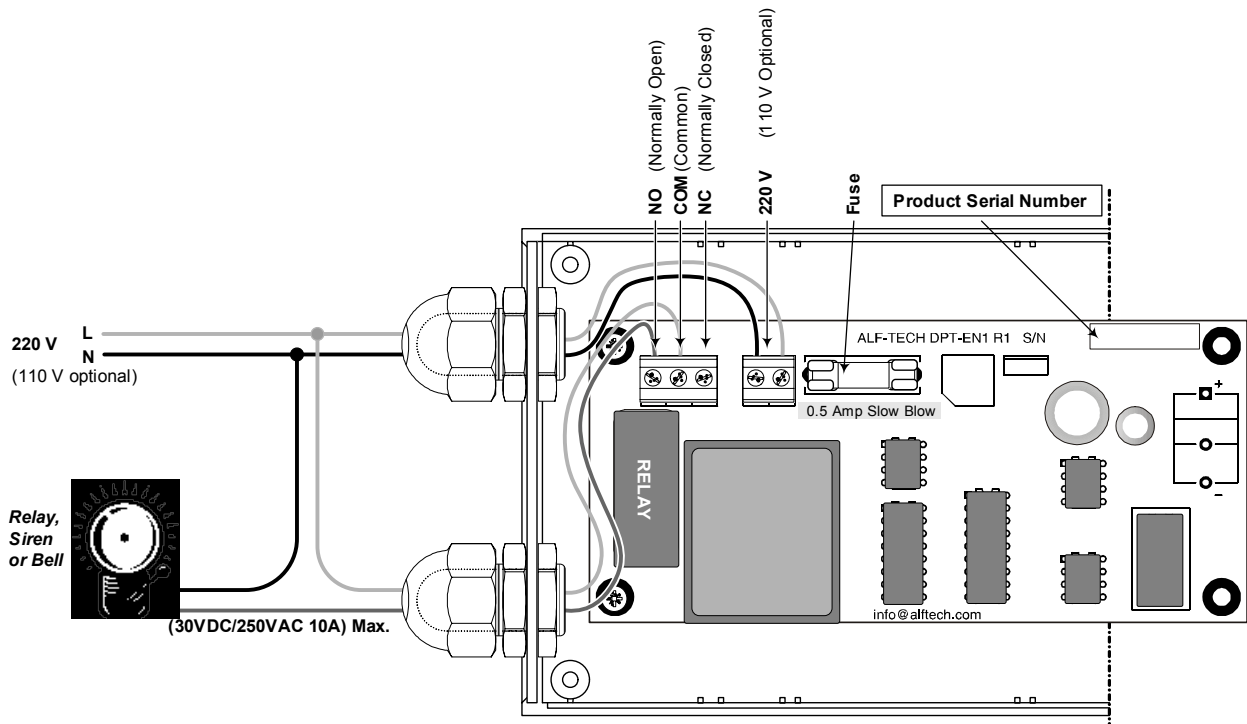 NO (Normally Open)
COM (Common)
NC (Normally Closed)
220 V (110 V Optional)
Fuse
Product Serial Number
220 V
L
N
(110 V optional)
ALF-TECH DPT-EN1 R1 S/N
0.5 Amp Slow Blow
RELAY
+
–
Relay,
Siren
or Bell
(30VDC/250VAC 10A) Max.
info@alftech.com